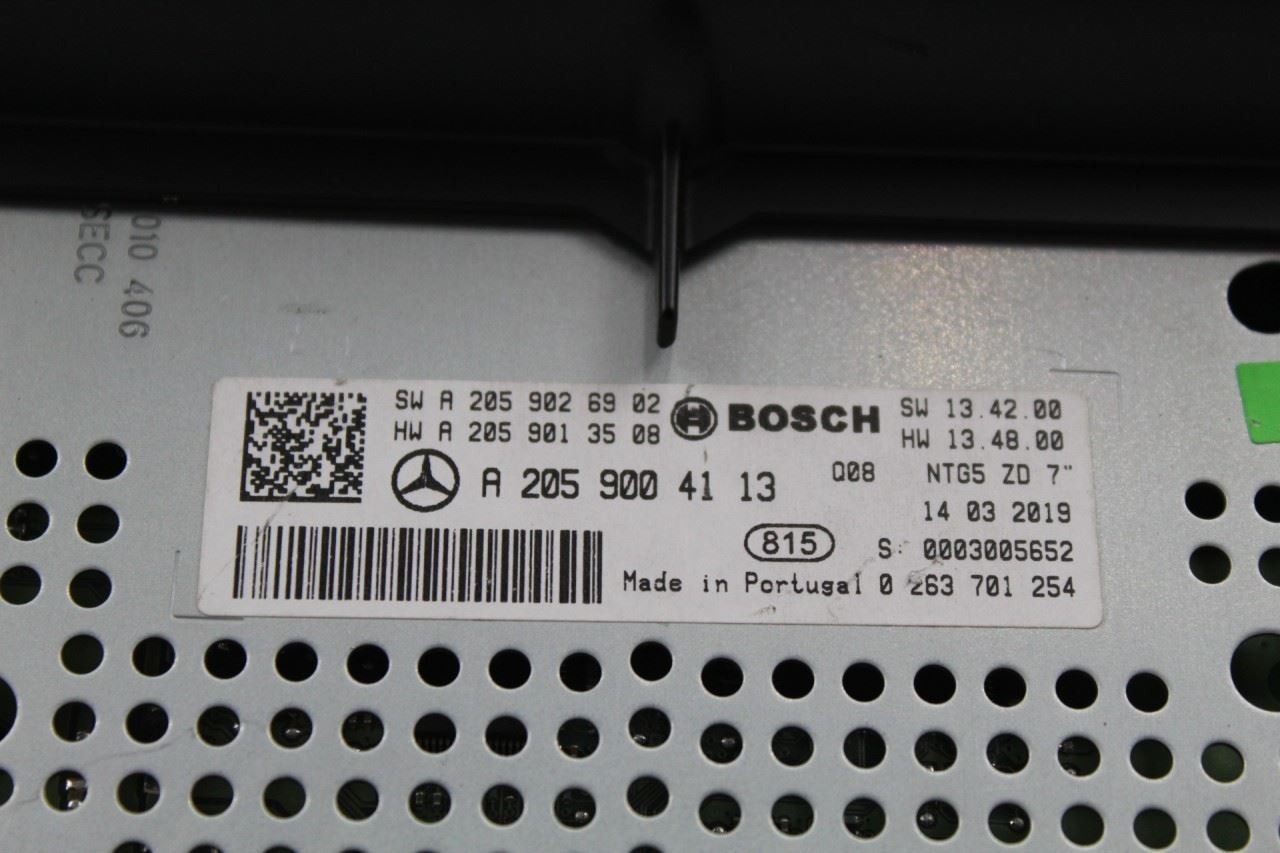 010 406
SECC
SW A 205 902 69 02
HW A 205 901 35 08
BOSCH
SW 13.42.00
HW 13.48.00
A 205 900 41 13
Q08
NTG5 ZD 7"
14 03 2019
815
S: 0003005652
Made in Portugal 0 263 701 254